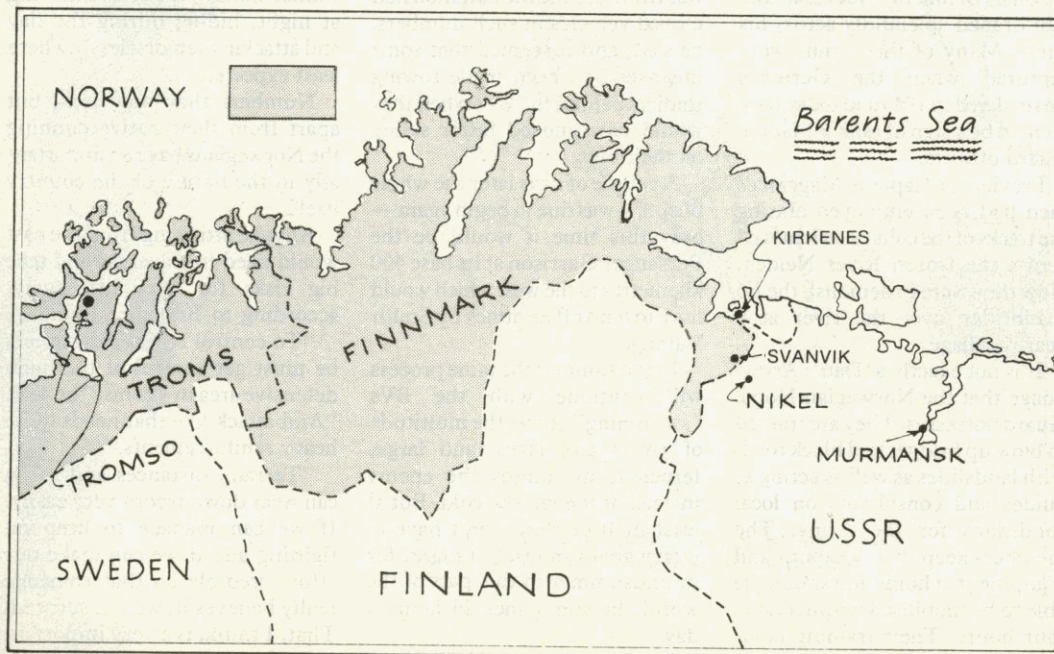 NORWAY
Barents Sea
KIRKENES
FINNMARK
SVANVIK
TROMS
NIKEL
TROMSO
MURMANSK
USSR
SWEDEN
FINLAND